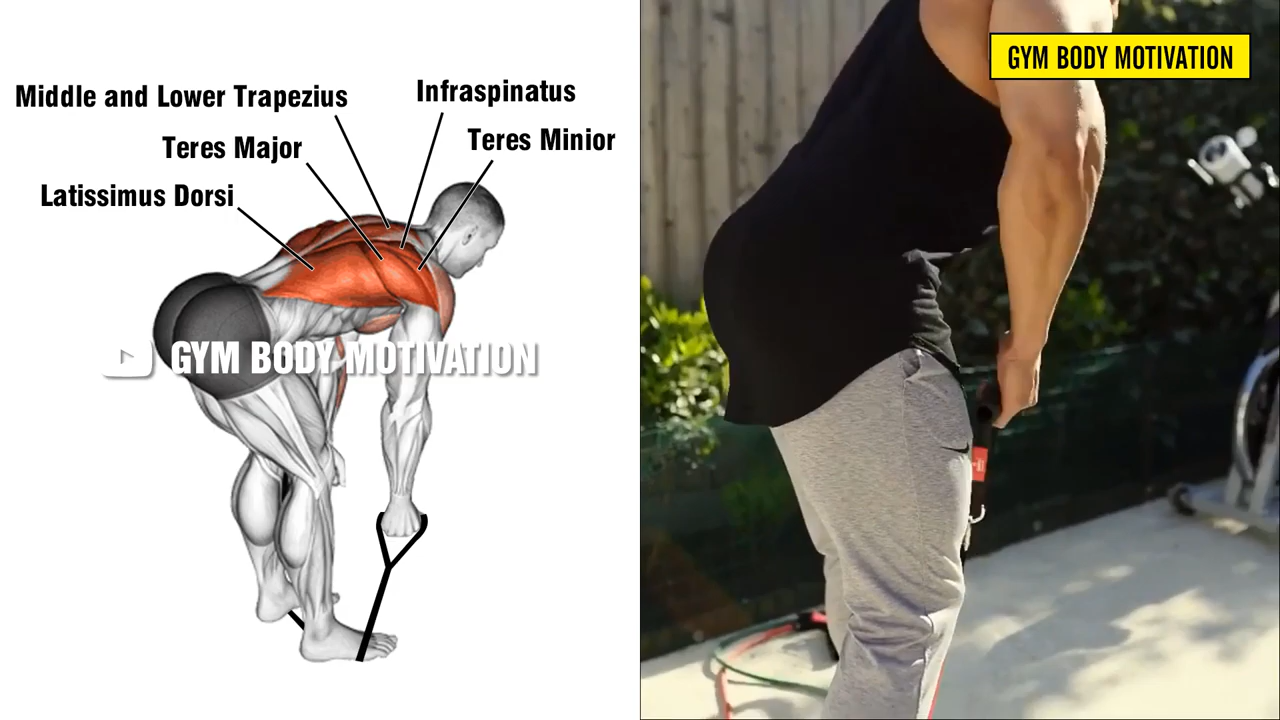 Middle and Lower Trapezius
Infraspinatus
Teres Major
Teres Minior
Latissimus Dorsi
GYM BODY MOTIVATION
GYM BODY MOTIVATION